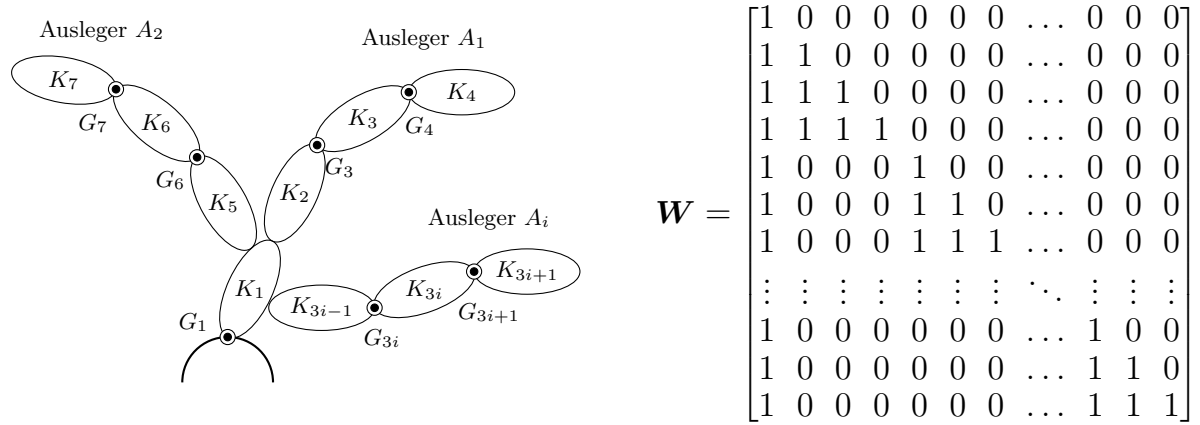 Ausleger A₂
Ausleger A₁
K₇
K₄
K₆
K₃
G₇
G₄
G₆
G₃
K₅
K₂
Ausleger Aᵢ
K₁
K₃ᵢ₋₁
K₃ᵢ
K₃ᵢ₊₁
G₁
G₃ᵢ
G₃ᵢ₊₁
W =
1 0 0 0 0 0 0 … 0 0 0
1 1 0 0 0 0 0 … 0 0 0
1 1 1 0 0 0 0 … 0 0 0
1 1 1 1 0 0 0 … 0 0 0
1 0 0 0 1 0 0 … 0 0 0
1 0 0 0 1 1 0 … 0 0 0
1 0 0 0 1 1 1 … 0 0 0
⋮ ⋮ ⋮ ⋮ ⋮ ⋮ ⋮ ⋱ ⋮ ⋮ ⋮
1 0 0 0 0 0 0 … 1 0 0
1 0 0 0 0 0 0 … 1 1 0
1 0 0 0 0 0 0 … 1 1 1